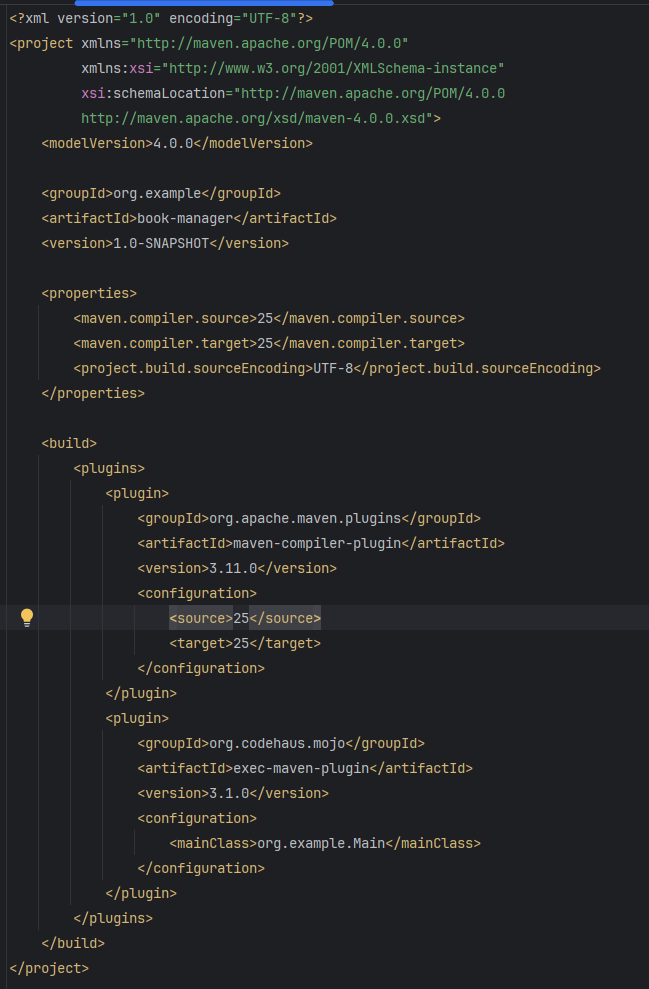 <?xml version="1.0" encoding="UTF-8"?>
<project xmlns="http://maven.apache.org/POM/4.0.0"
         xmlns:xsi="http://www.w3.org/2001/XMLSchema-instance"
         xsi:schemaLocation="http://maven.apache.org/POM/4.0.0
         http://maven.apache.org/xsd/maven-4.0.0.xsd">
    <modelVersion>4.0.0</modelVersion>

    <groupId>org.example</groupId>
    <artifactId>book-manager</artifactId>
    <version>1.0-SNAPSHOT</version>

    <properties>
        <maven.compiler.source>25</maven.compiler.source>
        <maven.compiler.target>25</maven.compiler.target>
        <project.build.sourceEncoding>UTF-8</project.build.sourceEncoding>
    </properties>

    <build>
        <plugins>
            <plugin>
                <groupId>org.apache.maven.plugins</groupId>
                <artifactId>maven-compiler-plugin</artifactId>
                <version>3.11.0</version>
                <configuration>
                    <source>25</source>
                    <target>25</target>
                </configuration>
            </plugin>
            <plugin>
                <groupId>org.codehaus.mojo</groupId>
                <artifactId>exec-maven-plugin</artifactId>
                <version>3.1.0</version>
                <configuration>
                    <mainClass>org.example.Main</mainClass>
                </configuration>
            </plugin>
        </plugins>
    </build>
</project>